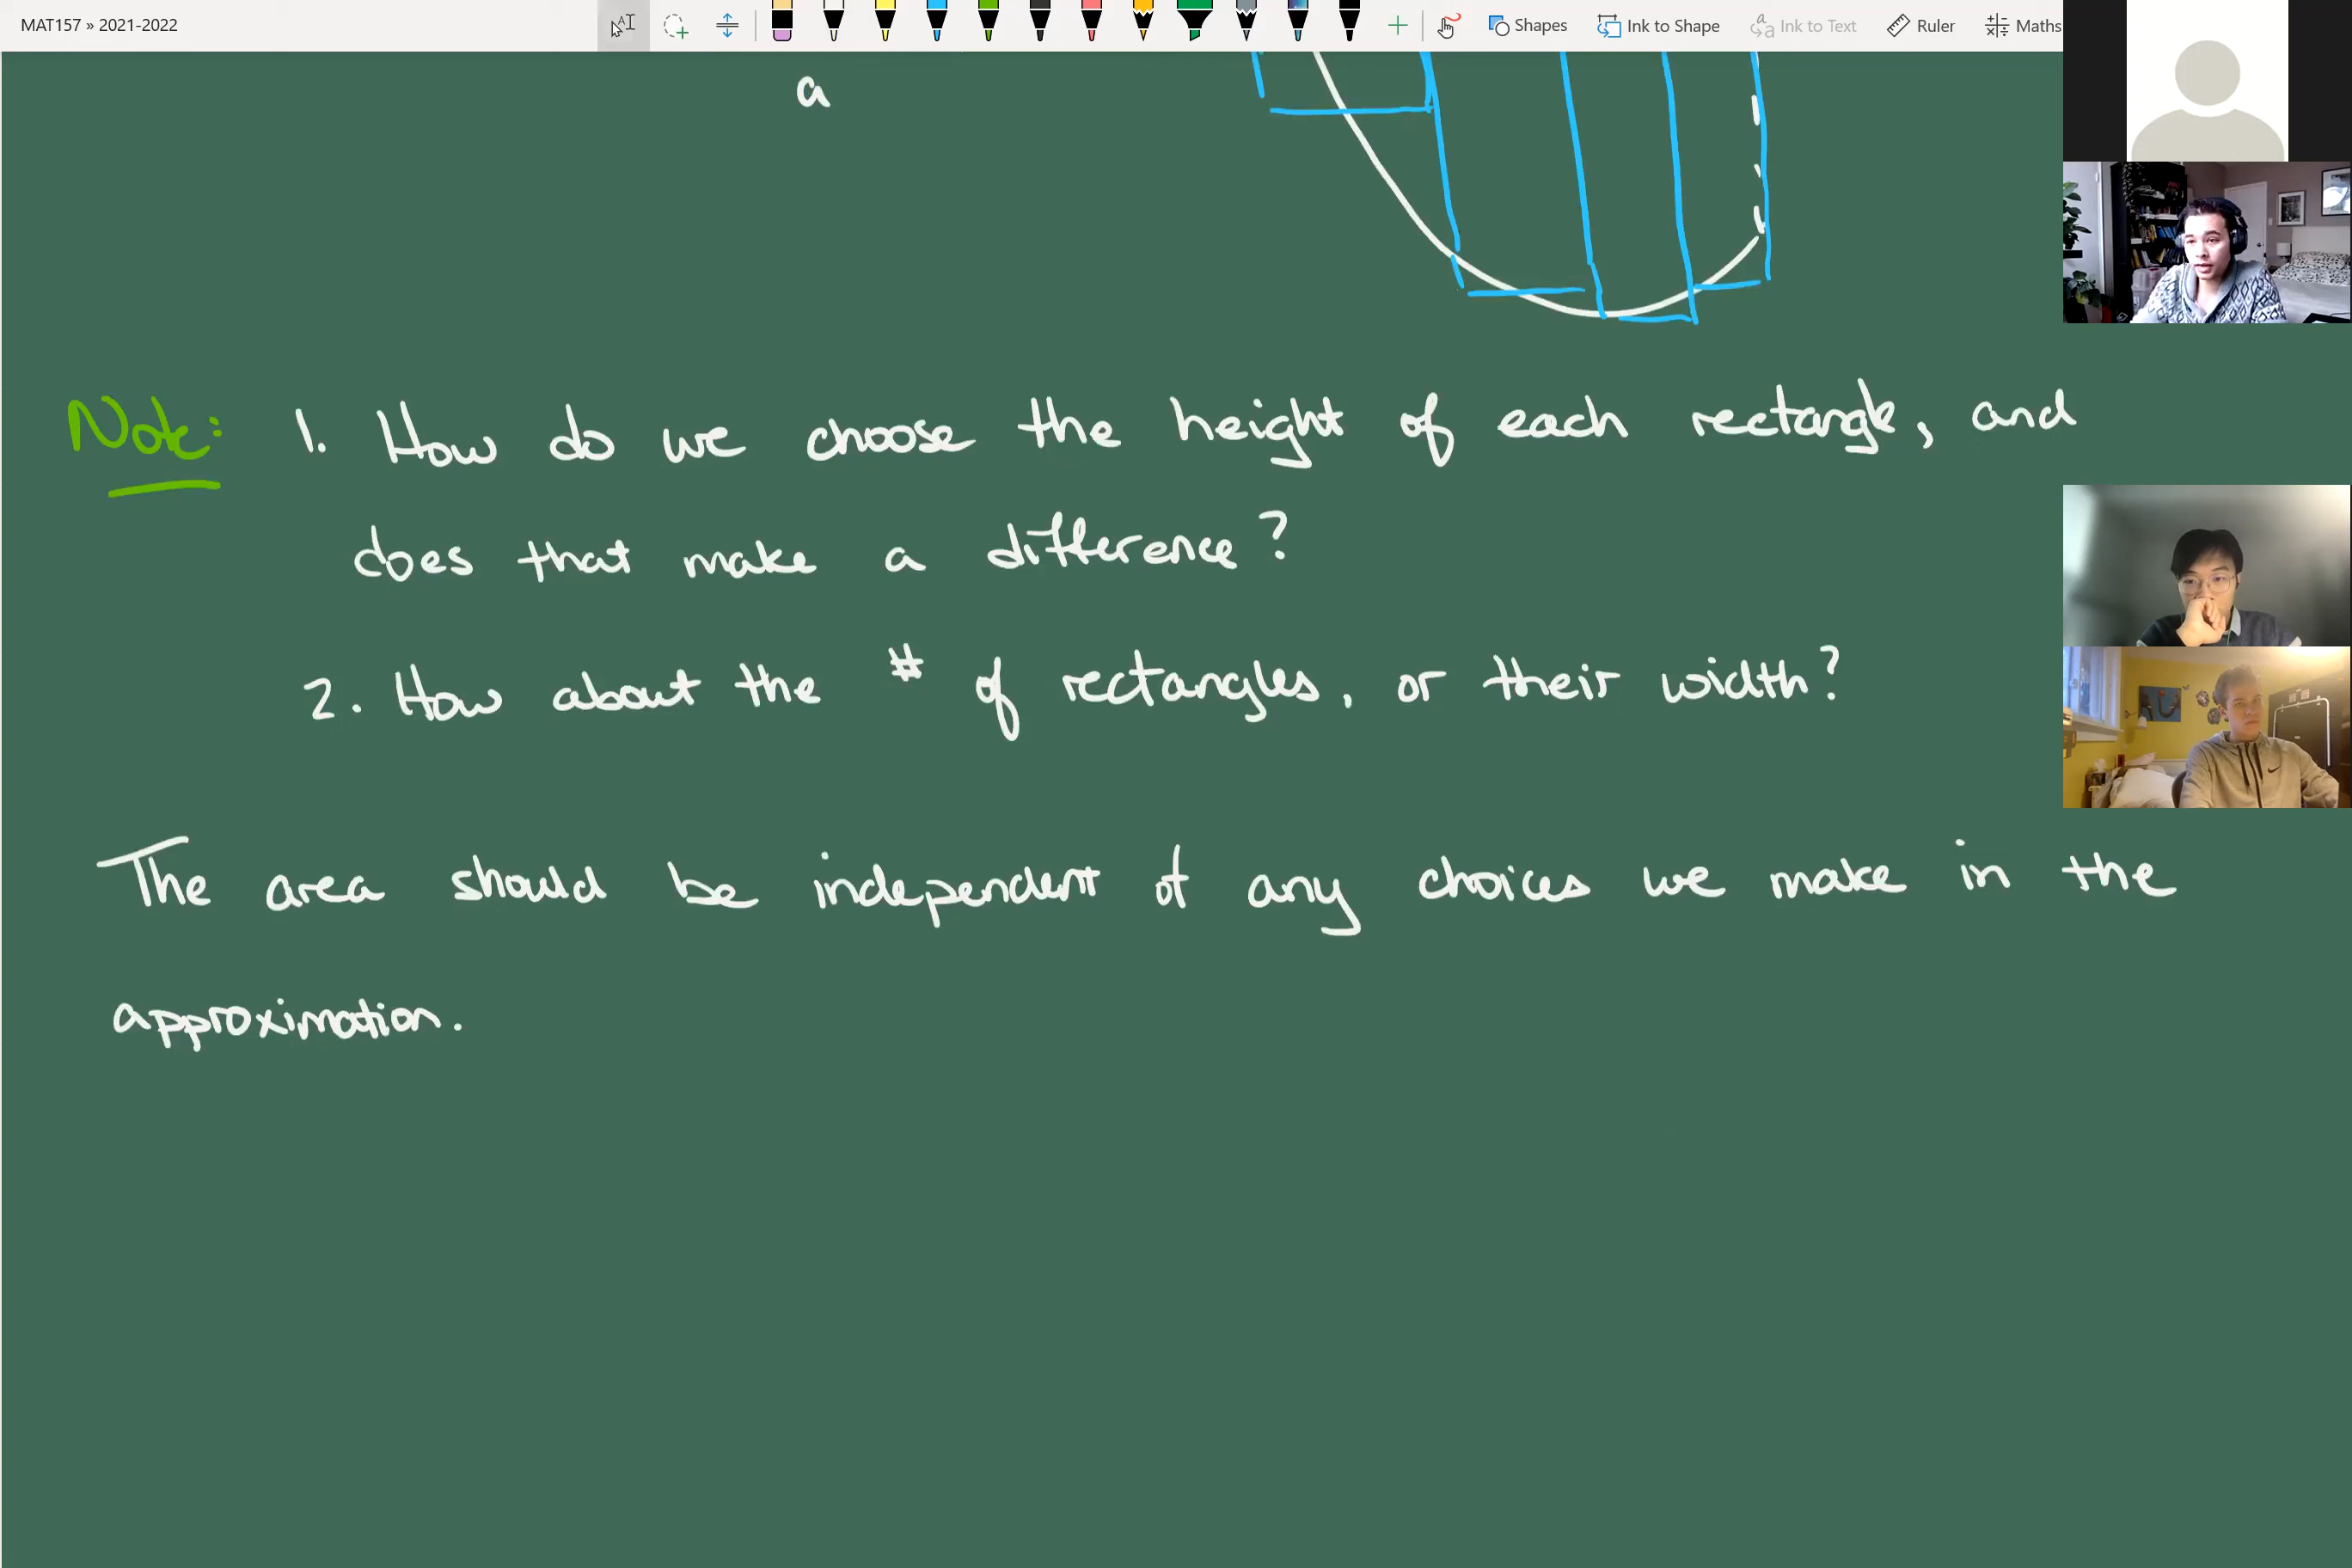 MAT157 » 2021-2022
Shapes
Ink to Shape
Ink to Text
Ruler
Maths
a
Note: 1. How do we choose the height of each rectangle, and
does that make a difference?
2. How about the # of rectangles, or their width?
The area should be independent of any choices we make in the
approximation.